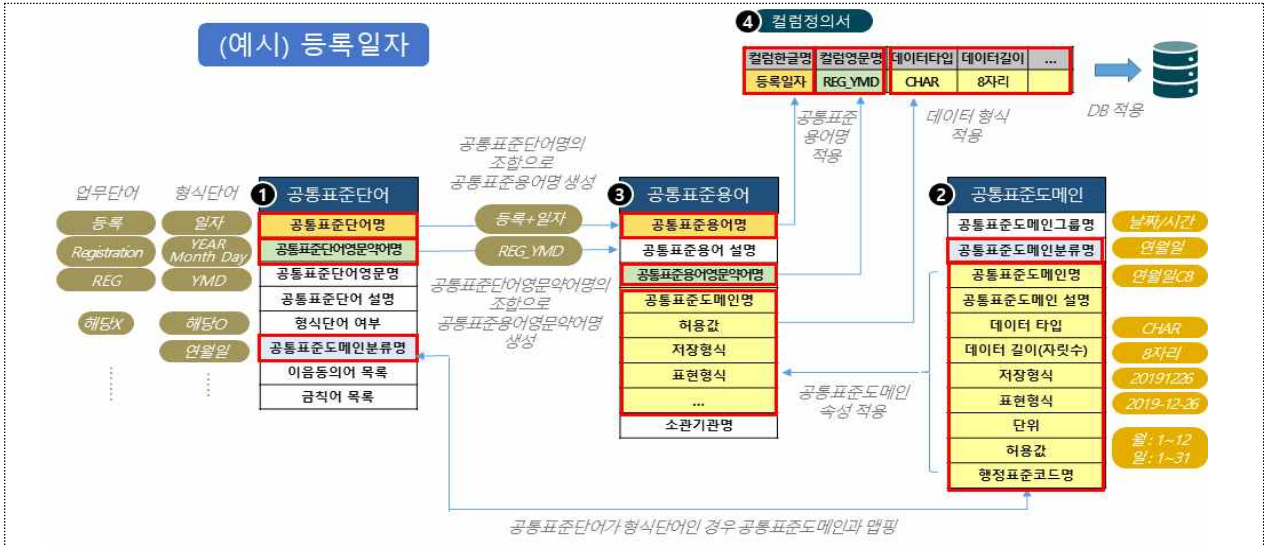 (예시) 등록일자
❹ 컬럼정의서
컬럼한글명 컬럼영문명 데이터타입 데이터길이 ...
등록일자 REG_YMD CHAR 8자리
DB 적용
공통표준
용어명
적용
데이터 형식
적용
공통표준단어명의
조합으로
공통표준용어명 생성
업무단어 형식단어
등록 일자
Registration YEAR
Month Day
REG YMD
해당X 해당O
연월일
❶ 공통표준단어
공통표준단어명
공통표준단어영문약어명
공통표준단어영문명
공통표준단어 설명
형식단어 여부
공통표준도메인분류명
이음동의어 목록
금칙어 목록
등록+일자
REG_YMD
공통표준단어영문약어명의
조합으로
공통표준용어영문약어명
생성
❸ 공통표준용어
공통표준용어명
공통표준용어 설명
공통표준용어영문약어명
공통표준도메인명
허용값
저장형식
표현형식
...
소관기관명
공통표준도메인
속성 적용
❷ 공통표준도메인
공통표준도메인그룹명
공통표준도메인분류명
공통표준도메인명
공통표준도메인 설명
데이터 타입
데이터 길이(자릿수)
저장형식
표현형식
단위
허용값
행정표준코드명
날짜/시간
연월일
연월일C8
CHAR
8자리
20191226
2019-12-26
월 : 1~12
일 : 1~31
공통표준단어가 형식단어인 경우 공통표준도메인과 맵핑